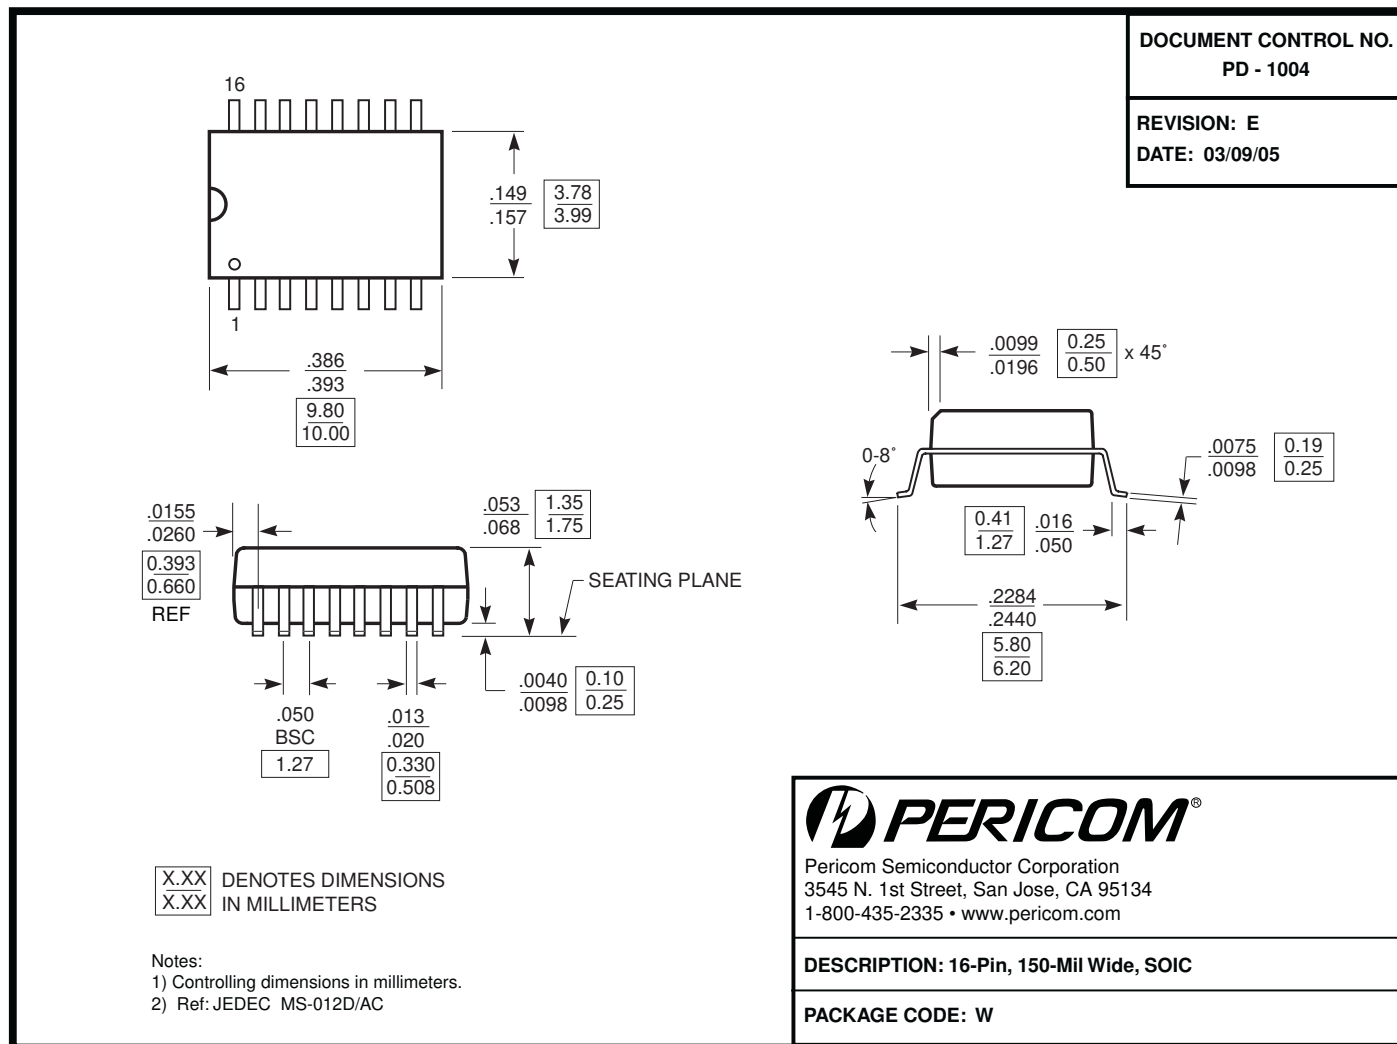 DOCUMENT CONTROL NO.
PD - 1004
REVISION: E
DATE: 03/09/05
16
.149
.157
3.78
3.99
1
.386
.393
9.80
10.00
.0099
.0196
0.25
0.50
x 45˚
0-8˚
.0075
.0098
0.19
0.25
0.41
1.27
.016
.050
.2284
.2440
5.80
6.20
.0155
.0260
0.393
0.660
REF
.053
.068
1.35
1.75
SEATING PLANE
.0040
.0098
0.10
0.25
.050
BSC
1.27
.013
.020
0.330
0.508
X.XX
X.XX
DENOTES DIMENSIONS
IN MILLIMETERS
Notes:
1) Controlling dimensions in millimeters.
2) Ref: JEDEC MS-012D/AC
PERICOM®
Pericom Semiconductor Corporation
3545 N. 1st Street, San Jose, CA 95134
1-800-435-2335 • www.pericom.com
DESCRIPTION: 16-Pin, 150-Mil Wide, SOIC
PACKAGE CODE: W